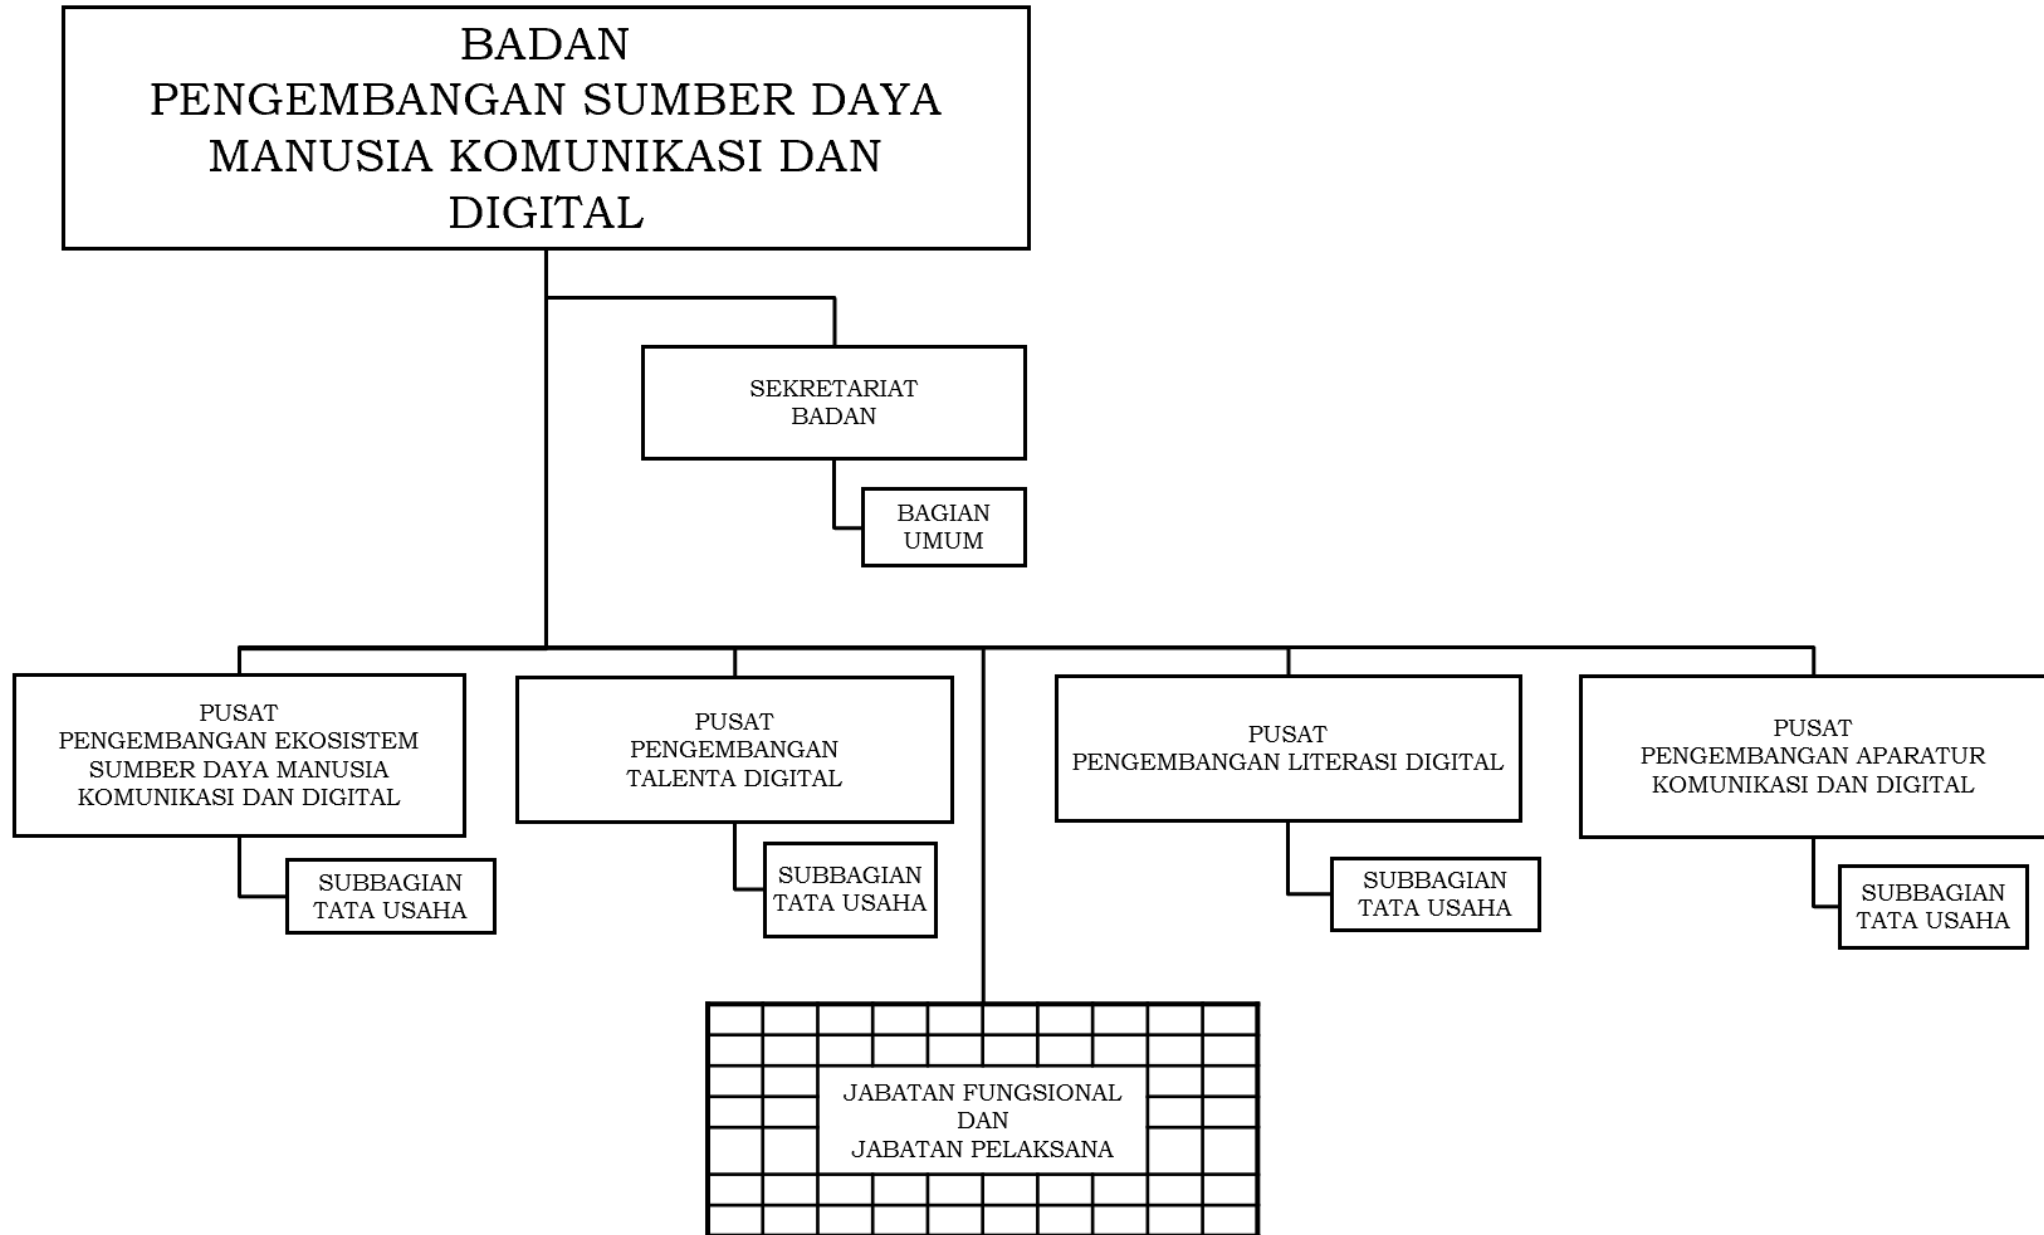 BADAN
PENGEMBANGAN SUMBER DAYA
MANUSIA KOMUNIKASI DAN
DIGITAL
SEKRETARIAT
BADAN
BAGIAN
UMUM
PUSAT
PENGEMBANGAN EKOSISTEM
SUMBER DAYA MANUSIA
KOMUNIKASI DAN DIGITAL
SUBBAGIAN
TATA USAHA
PUSAT
PENGEMBANGAN
TALENTA DIGITAL
SUBBAGIAN
TATA USAHA
PUSAT
PENGEMBANGAN LITERASI DIGITAL
SUBBAGIAN
TATA USAHA
PUSAT
PENGEMBANGAN APARATUR
KOMUNIKASI DAN DIGITAL
SUBBAGIAN
TATA USAHA
JABATAN FUNGSIONAL
DAN
JABATAN PELAKSANA